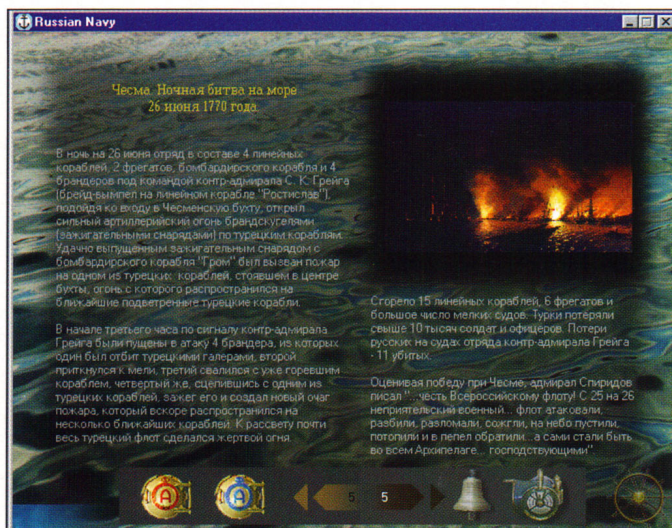 Russian Navy
Чесма. Ночная битва на море
26 июня 1770 года.
В ночь на 26 июня отряд в составе 4 линейных
кораблей, 2 фрегатов, бомбардирского корабля и 4
брандеров под командой контр-адмирала С. К. Грейга
(брейд-вымпел на линейном корабле "Ростислав"),
подойдя ко входу в Чесменскую бухту, открыл
сильный артиллерийский огонь брандскугелями
(зажигательными снарядами) по турецким кораблям.
Удачно выпущенным зажигательным снарядом с
бомбардирского корабля "Гром" был вызван пожар
на одном из турецких кораблей, стоявшем в центре
бухты, огонь с которого распространился на
ближайшие подветренные турецкие корабли.
В начале третьего часа по сигналу контр-адмирала
Грейга были пущены в атаку 4 брандера, из которых
один был отбит турецкими галерами, второй
приткнулся к мели, третий свалился с уже горевшим
кораблем, четвертый же, сцепившись с одним из
турецких кораблей, зажег его и создал новый очаг
пожара, который вскоре распространился на
несколько ближайших кораблей. К рассвету почти
весь турецкий флот сделался жертвой огня.
Сгорело 15 линейных кораблей, 6 фрегатов и
большое число мелких судов. Турки потеряли
свыше 10 тысяч солдат и офицеров. Потери
русских на судах отряда контр-адмирала Грейга
- 11 убитых.
Оценивая победу при Чесме, адмирал Спиридов
писал "...честь Всероссийскому флоту! С 25 на 26
неприятельский военный... флот атаковали,
разбили, разломали, сожгли, на небо пустили,
потопили и в пепел обратили...а сами стали быть
во всем Архипелаге... господствующими"
А А 5 5